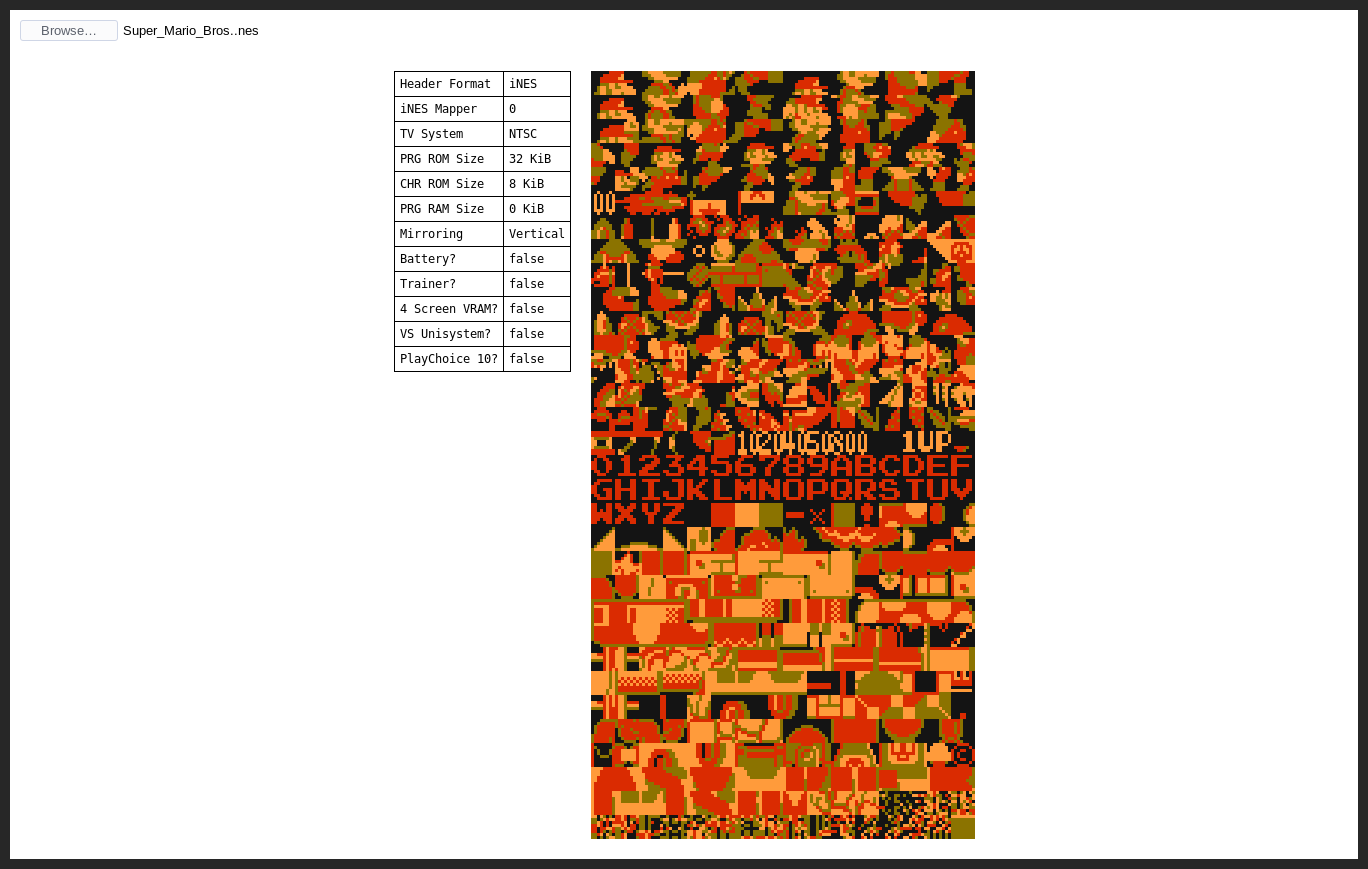 Browse… Super_Mario_Bros..nes
Header Format iNES
iNES Mapper 0
TV System NTSC
PRG ROM Size 32 KiB
CHR ROM Size 8 KiB
PRG RAM Size 0 KiB
Mirroring Vertical
Battery? false
Trainer? false
4 Screen VRAM? false
VS Unisystem? false
PlayChoice 10? false
1UP
0123456789ABCDEF
GHIJKLMNOPQRSTUV
WXYZ